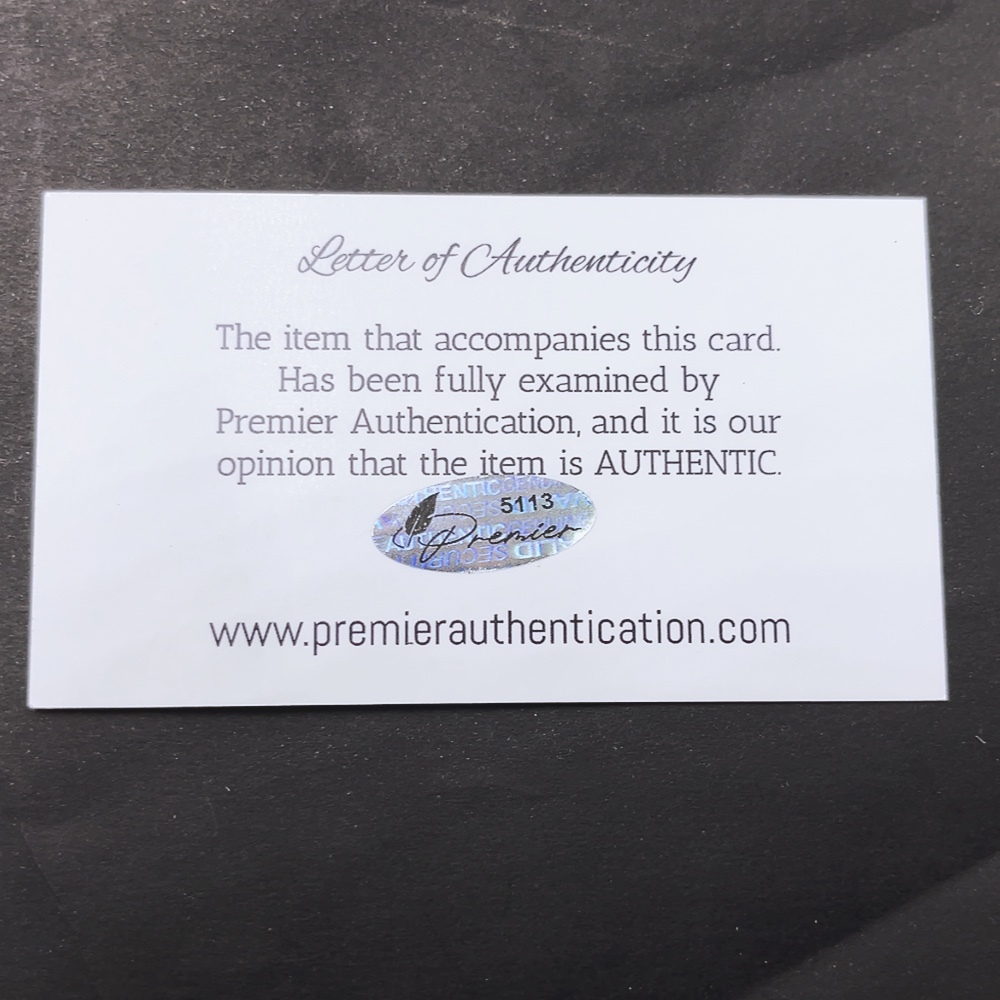 Letter of Authenticity
The item that accompanies this card.
Has been fully examined by
Premier Authentication, and it is our
opinion that the item is AUTHENTIC.
5113
Premier
www.premierauthentication.com